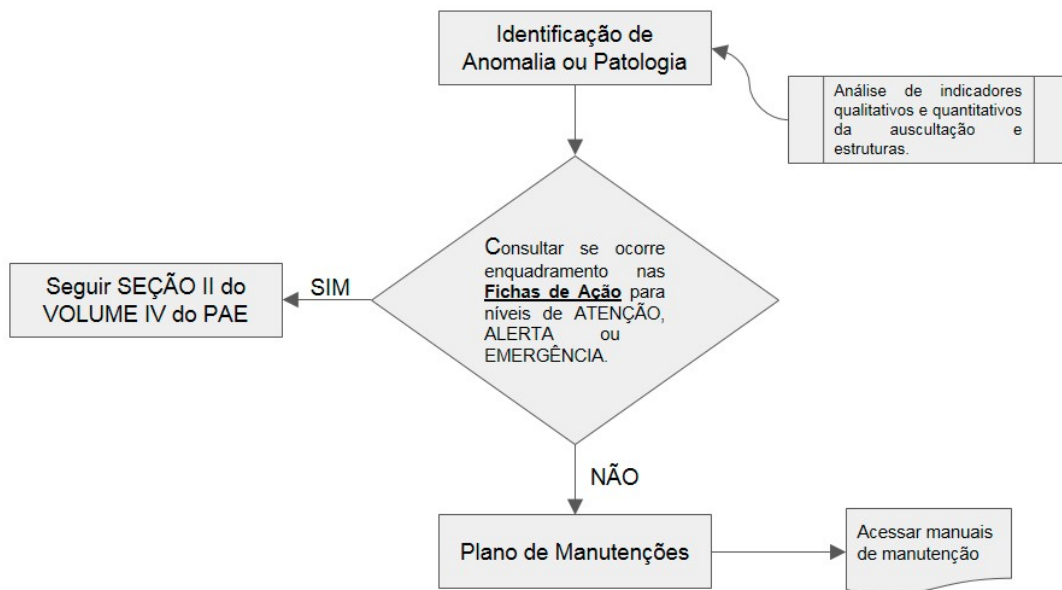 Identificação de
Anomalia ou Patologia
Análise de indicadores
qualitativos e quantitativos
da auscultação e
estruturas.
Consultar se ocorre
enquadramento nas
Fichas de Ação para
níveis de ATENÇÃO,
ALERTA ou
EMERGÊNCIA.
SIM
Seguir SEÇÃO II do
VOLUME IV do PAE
NÃO
Plano de Manutenções
Acessar manuais
de manutenção